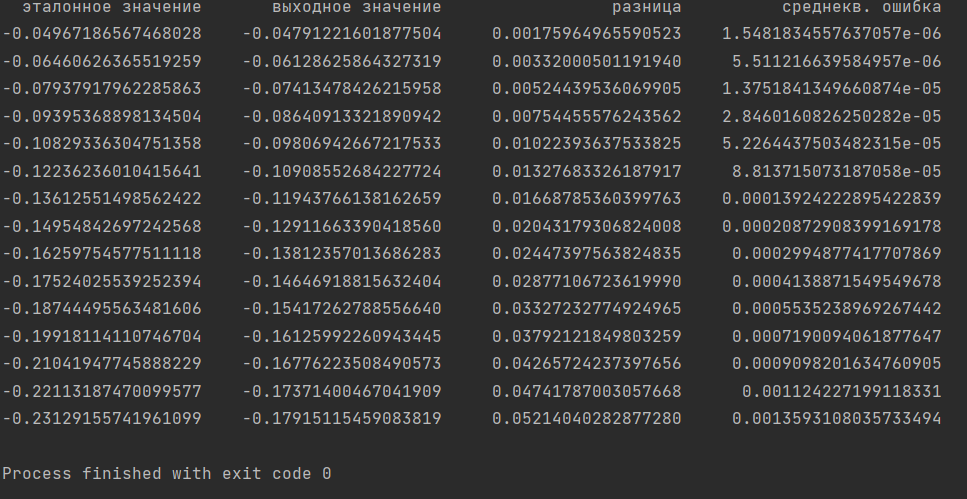 эталонное значение выходное значение разница среднекв. ошибка
-0.04967186567468028 -0.04791221601877504 0.00175964965590523 1.5481834557637057e-06
-0.06460626365519259 -0.06128625864327319 0.00332000501191940 5.511216639584957e-06
-0.07937917962285863 -0.07413478426215958 0.00524439536069905 1.3751841349660874e-05
-0.09395368898134504 -0.08640913321890942 0.00754455576243562 2.8460160826250282e-05
-0.10829336304751358 -0.09806942667217533 0.01022393637533825 5.2264437503482315e-05
-0.12236236010415641 -0.10908552684227724 0.01327683326187917 8.813715073187058e-05
-0.13612551498562422 -0.11943766138162659 0.01668785360399763 0.00013924222895422839
-0.14954842697242568 -0.12911663390418560 0.02043179306824008 0.00020872908399169178
-0.16259754577511118 -0.13812357013686283 0.02447397563824835 0.00029948774177078​69
-0.17524025539252394 -0.14646918815632404 0.02877106723619990 0.0004138871549549678
-0.18744495563481606 -0.15417262788556640 0.03327232774924965 0.0005535238969267442
-0.19918114110746704 -0.16125992260943445 0.03792121849803259 0.0007190094061877647
-0.21041947745888229 -0.16776223508490573 0.04265724237397656 0.0009098201634760905
-0.22113187470099577 -0.17371400467041909 0.04741787003057668 0.0011242271991183​31
-0.23129155741961099 -0.17915115459083819 0.05214040282877280 0.0013593108035733494
Process finished with exit code 0